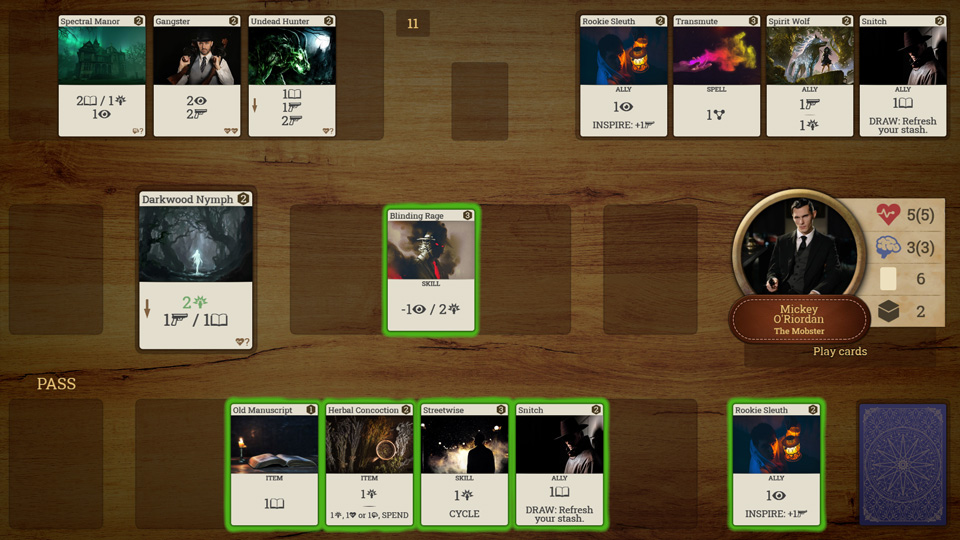 Spectral Manor 2
2 / 1
1
?
Gangster 2
2
2
Undead Hunter 2
1
1
2
?
11
Rookie Sleuth 2
ALLY
1
INSPIRE: +1
Transmute 3
SPELL
1
Spirit Wolf 2
ALLY
1
1
Snitch 2
ALLY
1
DRAW: Refresh
your stash.
Darkwood Nymph 2
2
1 / 1
?
Blinding Rage 3
SKILL
-1 / 2
5(5)
3(3)
6
2
Mickey
O'Riordan
The Mobster
Play cards
PASS
Old Manuscript 1
ITEM
1
Herbal Concoction 2
ITEM
1
1, 1 or 1, SPEND
Streetwise 3
SKILL
1
CYCLE
Snitch 2
ALLY
1
DRAW: Refresh
your stash.
Rookie Sleuth 2
ALLY
1
INSPIRE: +1